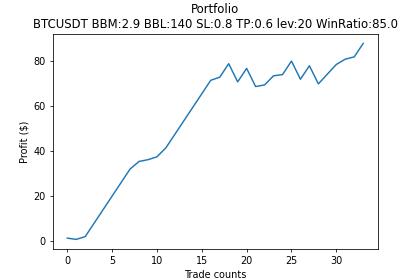 Portfolio
BTCUSDT BBM:2.9 BBL:140 SL:0.8 TP:0.6 lev:20 WinRatio:85.0
Profit ($)
80
60
40
20
0
0 5 10 15 20 25 30
Trade counts